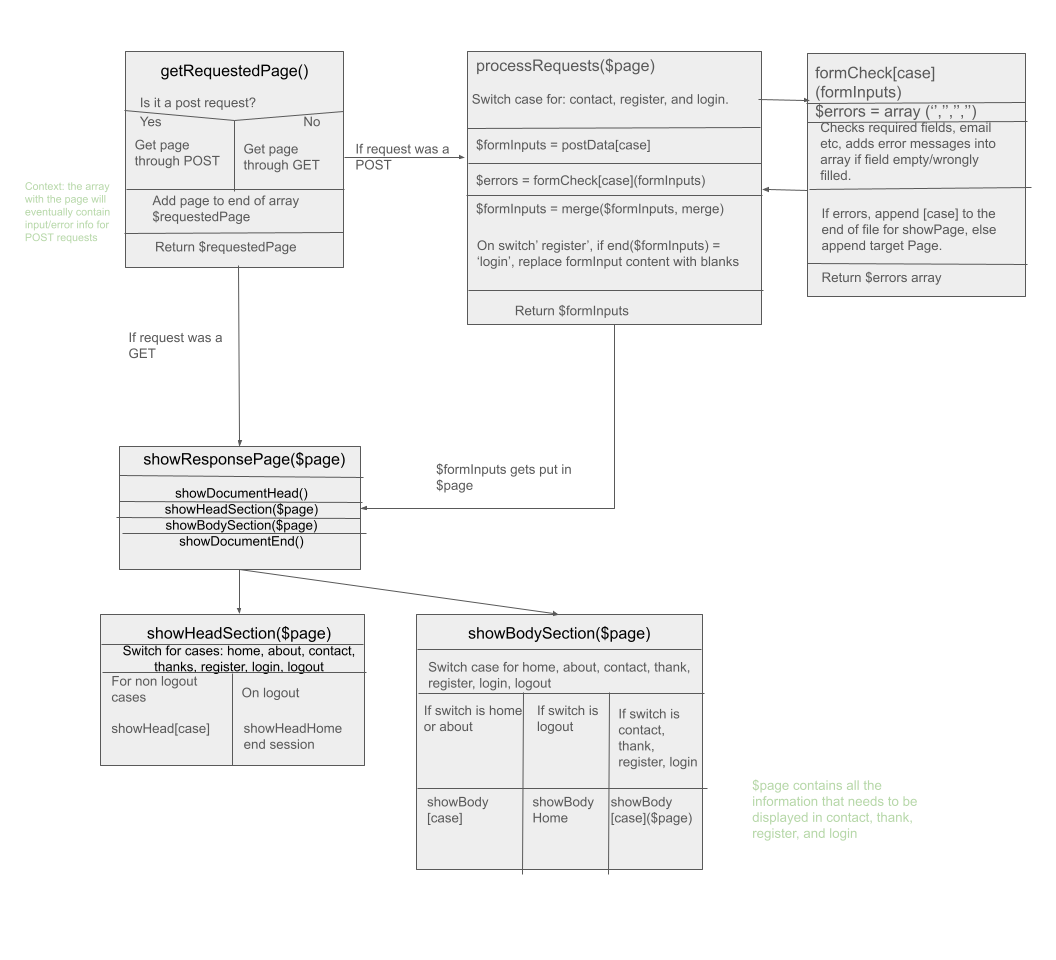 getRequestedPage()
Is it a post request?
Yes
No
Get page
through POST
Get page
through GET
Add page to end of array
$requestedPage
Return $requestedPage
Context: the array
with the page will
eventually contain
input/error info for
POST requests
If request was a
POST
processRequests($page)
Switch case for: contact, register, and login.
$formInputs = postData[case]
$errors = formCheck[case](formInputs)
$formInputs = merge($formInputs, merge)
On switch’ register’, if end($formInputs) =
‘login’, replace formInput content with blanks
Return $formInputs
formCheck[case]
(formInputs)
$errors = array (‘’,’’,’’,’’)
Checks required fields, email
etc, adds error messages into
array if field empty/wrongly
filled.
If errors, append [case] to the
end of file for showPage, else
append target Page.
Return $errors array
If request was a
GET
$formInputs gets put in
$page
showResponsePage($page)
showDocumentHead()
showHeadSection($page)
showBodySection($page)
showDocumentEnd()
showHeadSection($page)
Switch for cases: home, about, contact,
thanks, register, login, logout
For non logout
cases
showHead[case]
On logout
showHeadHome
end session
showBodySection($page)
Switch case for home, about, contact, thank,
register, login, logout
If switch is home
or about
If switch is
logout
If switch is
contact,
thank,
register, login
showBody
[case]
showBody
Home
showBody
[case]($page)
$page contains all the
information that needs to be
displayed in contact, thank,
register, and login